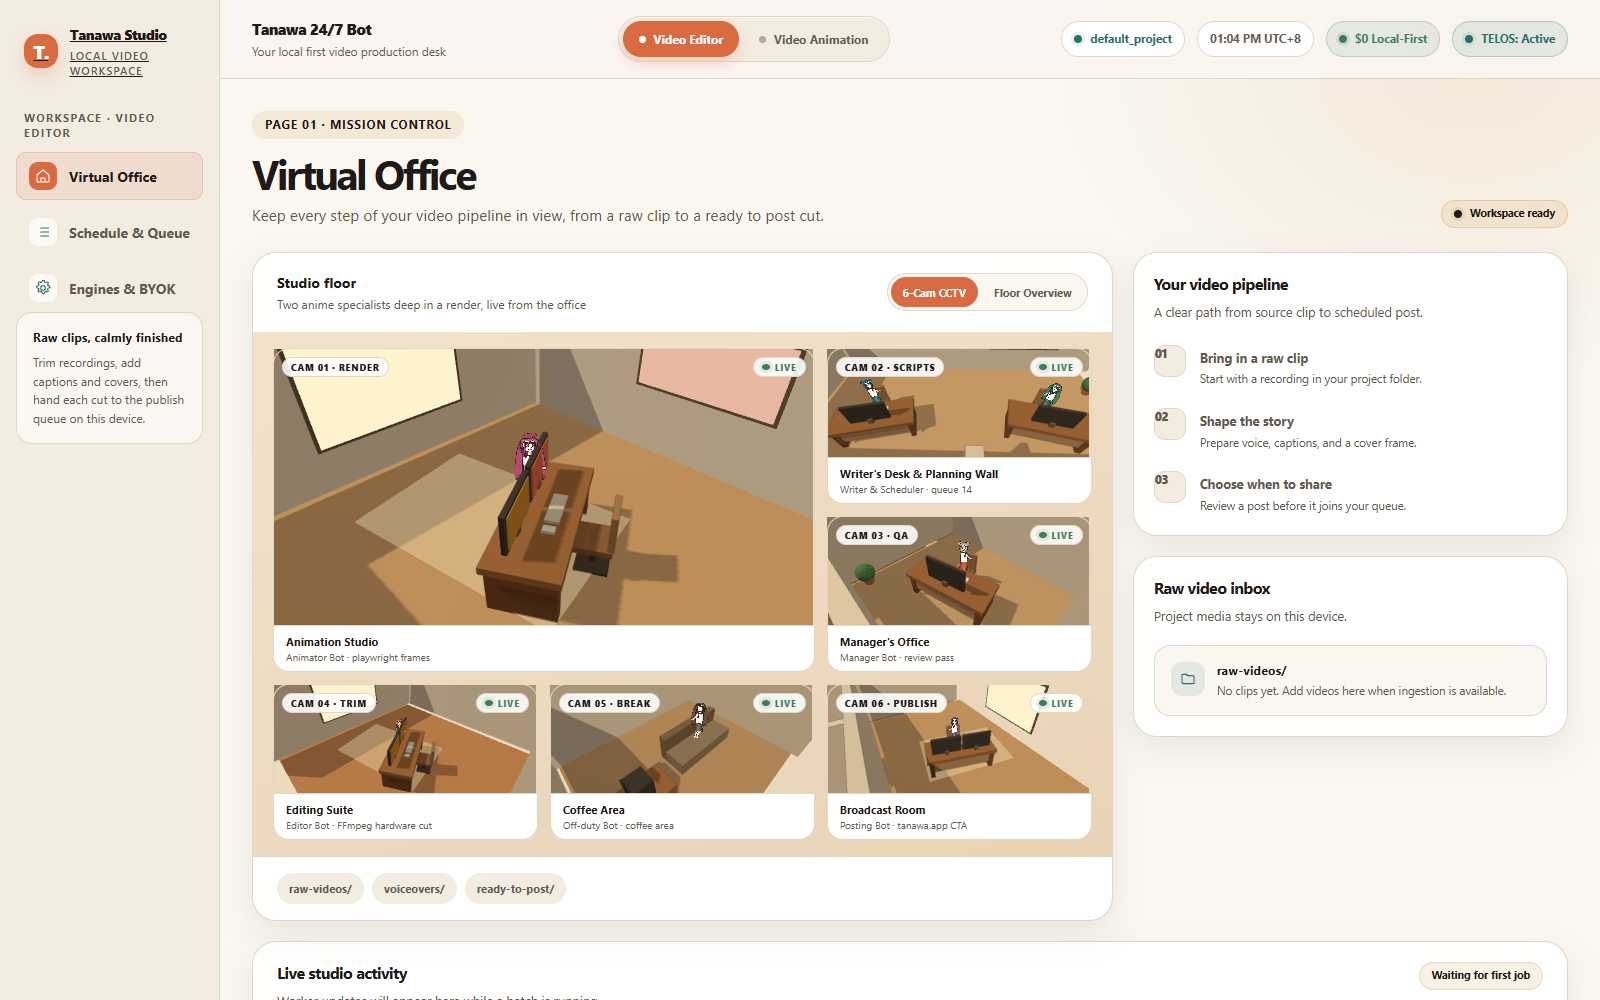 T.
Tanawa Studio
LOCAL VIDEO
WORKSPACE
WORKSPACE · VIDEO
EDITOR
Virtual Office
Schedule & Queue
Engines & BYOK
Raw clips, calmly finished
Trim recordings, add
captions and covers, then
hand each cut to the publish
queue on this device.
Tanawa 24/7 Bot
Your local first video production desk
Video Editor
Video Animation
default_project
01:04 PM UTC+8
$0 Local-First
TELOS: Active
PAGE 01 · MISSION CONTROL
Virtual Office
Keep every step of your video pipeline in view, from a raw clip to a ready to post cut.
Workspace ready
Studio floor
Two anime specialists deep in a render, live from the office
6-Cam CCTV
Floor Overview
CAM 01 · RENDER
LIVE
Animation Studio
Animator Bot · playwright frames
CAM 02 · SCRIPTS
LIVE
Writer's Desk & Planning Wall
Writer & Scheduler · queue 14
CAM 03 · QA
LIVE
Manager's Office
Manager Bot · review pass
CAM 04 · TRIM
LIVE
Editing Suite
Editor Bot · FFmpeg hardware cut
CAM 05 · BREAK
LIVE
Coffee Area
Off-duty Bot · coffee area
CAM 06 · PUBLISH
LIVE
Broadcast Room
Posting Bot · tanawa.app CTA
raw-videos/
voiceovers/
ready-to-post/
Your video pipeline
A clear path from source clip to scheduled post.
01
Bring in a raw clip
Start with a recording in your project folder.
02
Shape the story
Prepare voice, captions, and a cover frame.
03
Choose when to share
Review a post before it joins your queue.
Raw video inbox
Project media stays on this device.
raw-videos/
No clips yet. Add videos here when ingestion is available.
Live studio activity
Worker updates will appear here while a batch is running.
Waiting for first job